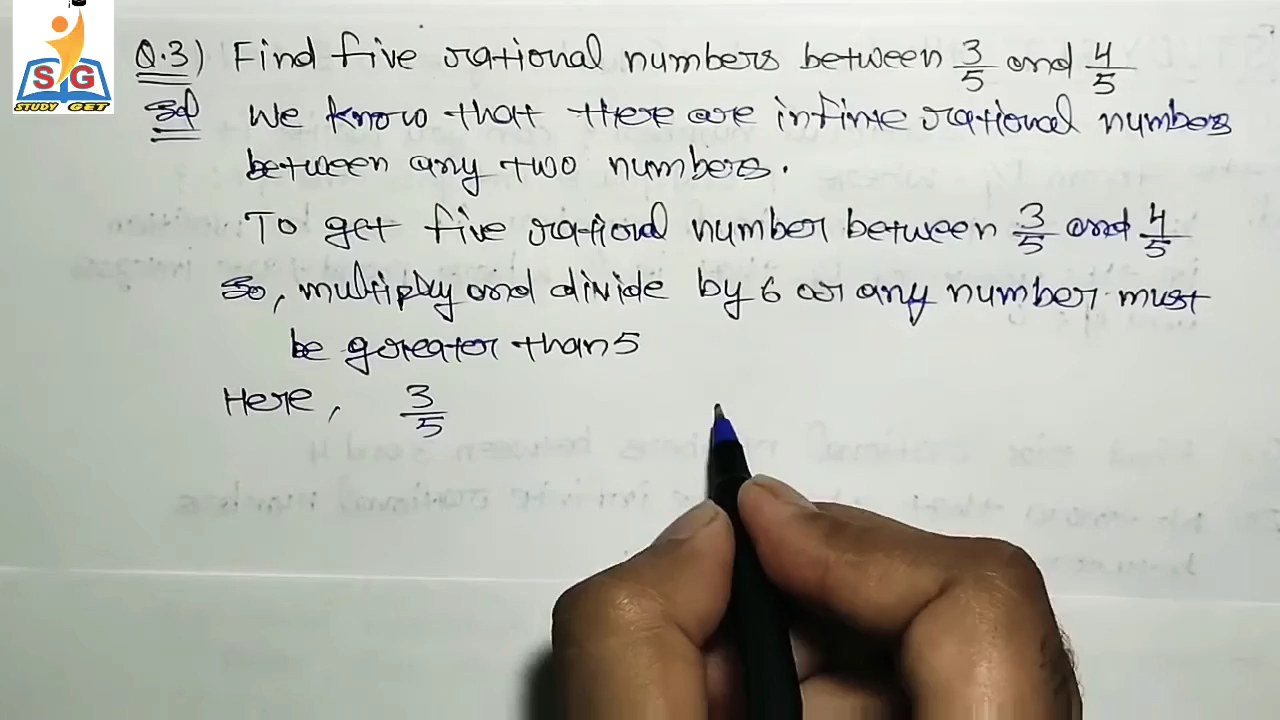 SG
STUDY GET
Q.3) Find five rational numbers between 3/5 and 4/5
Sol We know that there are infinte rational numbers
between any two numbers.
To get five rational number between 3/5 and 4/5
So, multiply and divide by 6 or any number must
be greater than 5
Here, 3/5